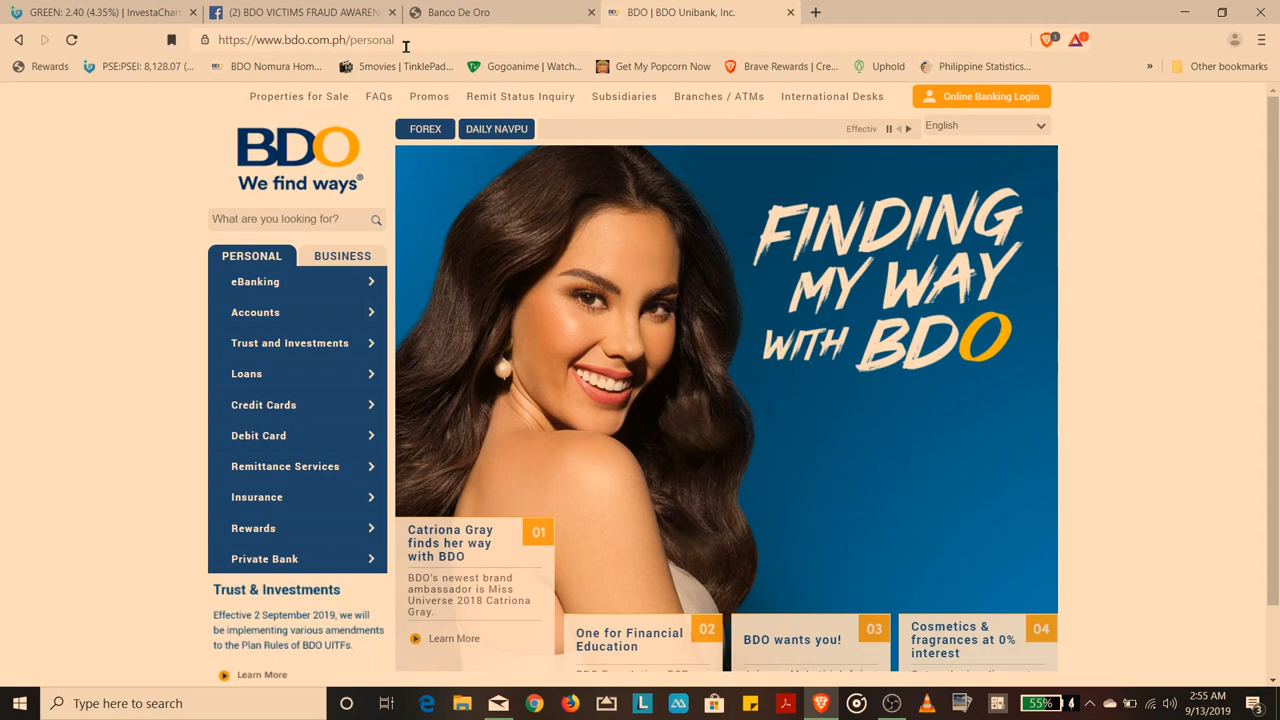 GREEN: 2.40 (4.35%) | InvestaChart
(2) BDO VICTIMS FRAUD AWAREN
Banco De Oro
BDO | BDO Unibank, Inc.
https://www.bdo.com.ph/personal
Rewards
PSE:PSEI: 8,128.07 (...
BDO Nomura Hom...
5movies | TinklePad...
Gogoanime | Watch...
Get My Popcorn Now
Brave Rewards | Cre...
Uphold
Philippine Statistics...
»
Other bookmarks
Properties for Sale
FAQs
Promos
Remit Status Inquiry
Subsidiaries
Branches / ATMs
International Desks
Online Banking Login
FOREX
DAILY NAVPU
Effectiv
English
BDO
We find ways
What are you looking for?
PERSONAL
BUSINESS
eBanking
Accounts
Trust and Investments
Loans
Credit Cards
Debit Card
Remittance Services
Insurance
Rewards
Private Bank
Trust & Investments
Effective 2 September 2019, we will
be implementing various amendments
to the Plan Rules of BDO UITFs.
Learn More
FINDING
MY WAY
WITH BDO
Catriona Gray
finds her way
with BDO
01
BDO's newest brand
ambassador is Miss
Universe 2018 Catriona
Gray.
Learn More
One for Financial
Education
02
BDO wants you!
03
Cosmetics &
fragrances at 0%
interest
04
Type here to search
55%
2:55 AM
9/13/2019
3